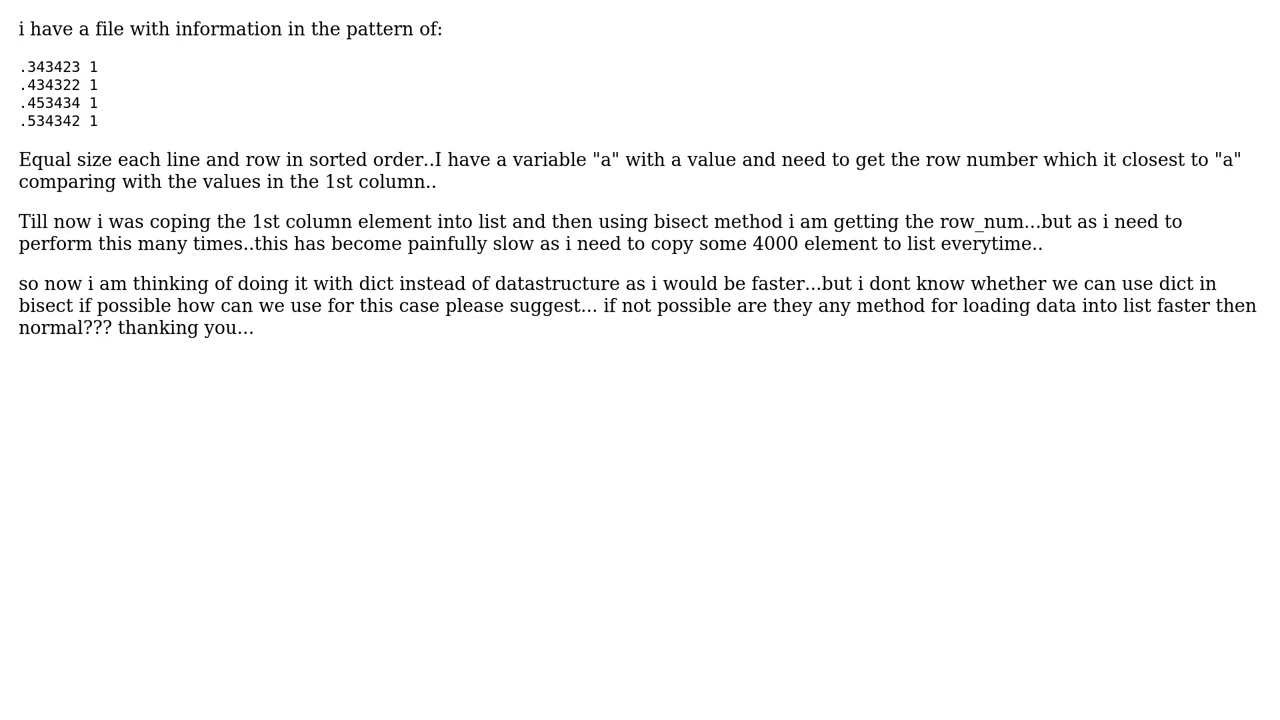 i have a file with information in the pattern of:
.343423 1
.434322 1
.453434 1
.534342 1
Equal size each line and row in sorted order..I have a variable "a" with a value and need to get the row number which it closest to "a"
comparing with the values in the 1st column..
Till now i was coping the 1st column element into list and then using bisect method i am getting the row_num...but as i need to
perform this many times..this has become painfully slow as i need to copy some 4000 element to list everytime..
so now i am thinking of doing it with dict instead of datastructure as i would be faster...but i dont know whether we can use dict in
bisect if possible how can we use for this case please suggest... if not possible are they any method for loading data into list faster then
normal??? thanking you...